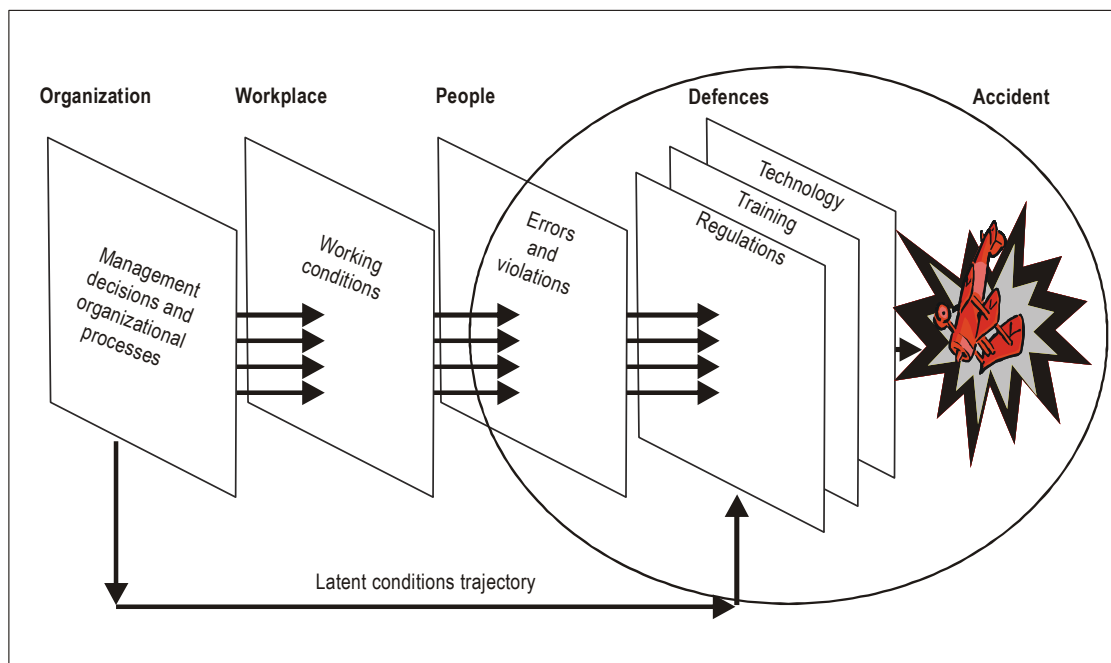 Organization
Workplace
People
Defences
Accident
Management
decisions and
organizational
processes
Working
conditions
Errors
and
violations
Technology
Training
Regulations
Latent conditions trajectory